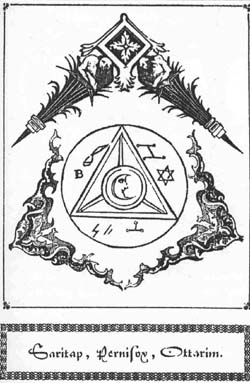 B
Saritap, Pernisox, Ottarim.